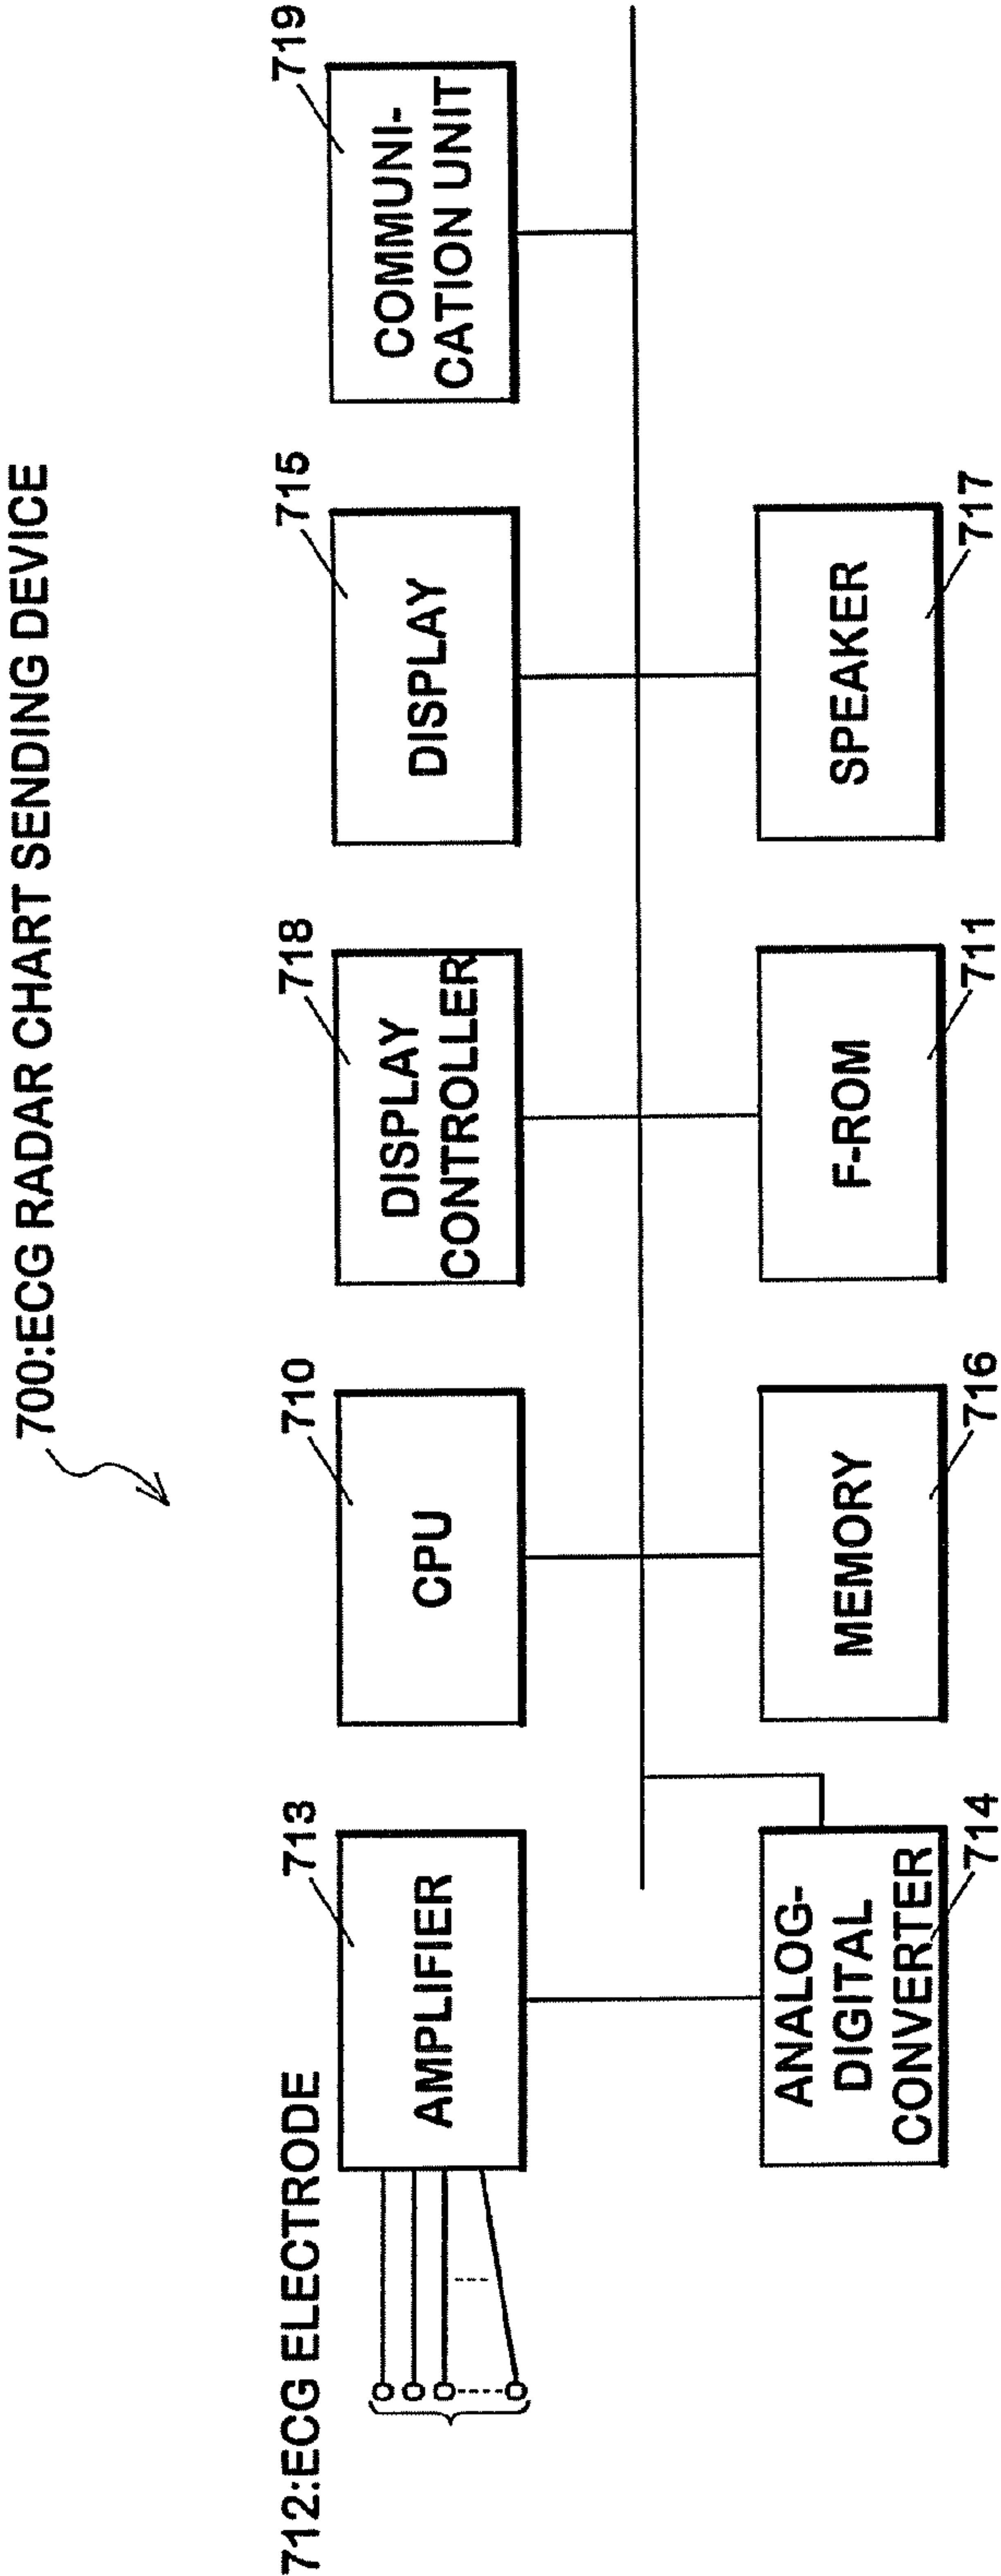 700:ECG RADAR CHART SENDING DEVICE
712:ECG ELECTRODE
713
AMPLIFIER
710
CPU
718
DISPLAY
CONTROLLER
715
DISPLAY
719
COMMUNI-
CATION UNIT
ANALOG-
DIGITAL
CONVERTER
714
MEMORY
716
F-ROM
711
SPEAKER
717